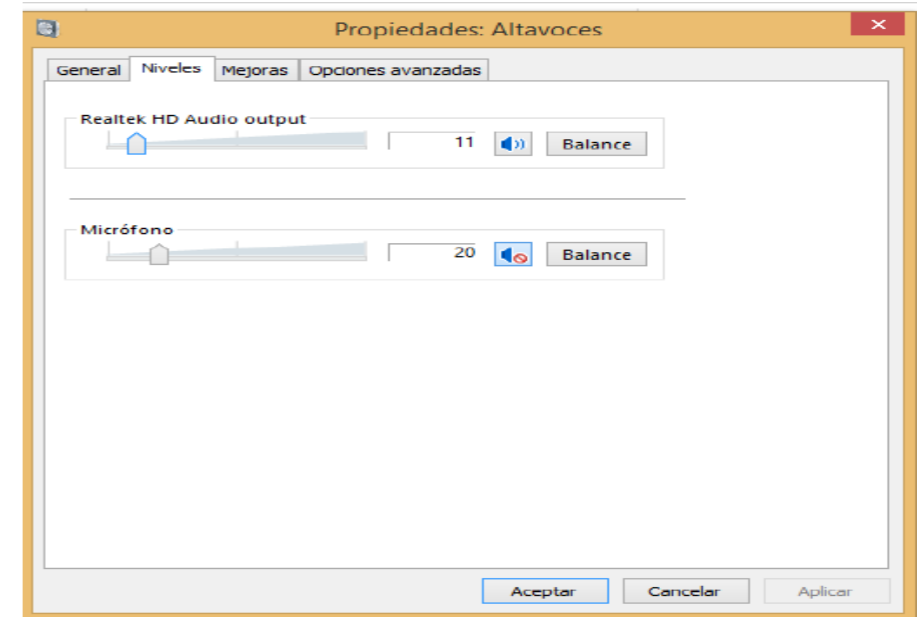 Propiedades: Altavoces
General Niveles Mejoras Opciones avanzadas
Realtek HD Audio output
11 Balance
Micrófono
20 Balance
Aceptar Cancelar Aplicar